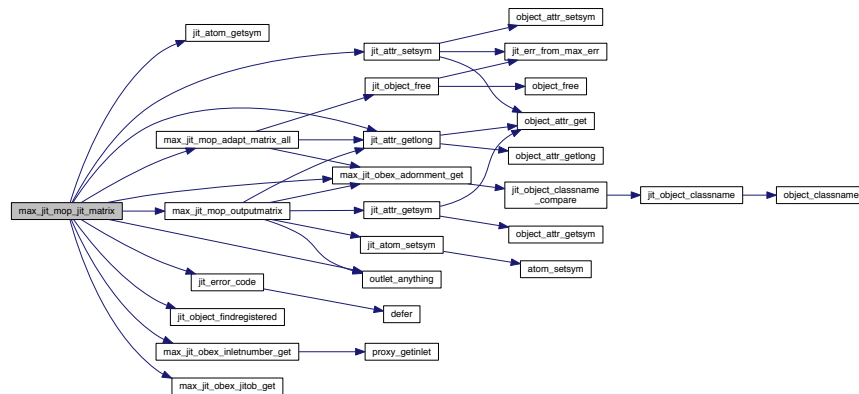 object_attr_setsym
jit_atom_getsym
jit_attr_setsym
jit_err_from_max_err
jit_object_free
object_free
object_attr_get
max_jit_mop_adapt_matrix_all
jit_attr_getlong
object_attr_getlong
max_jit_obex_adornment_get
jit_object_classname
_compare
jit_object_classname
object_classname
max_jit_mop_jit_matrix
max_jit_mop_outputmatrix
jit_attr_getsym
object_attr_getsym
jit_atom_setsym
atom_setsym
outlet_anything
jit_error_code
defer
jit_object_findregistered
max_jit_obex_inletnumber_get
proxy_getinlet
max_jit_obex_jitob_get